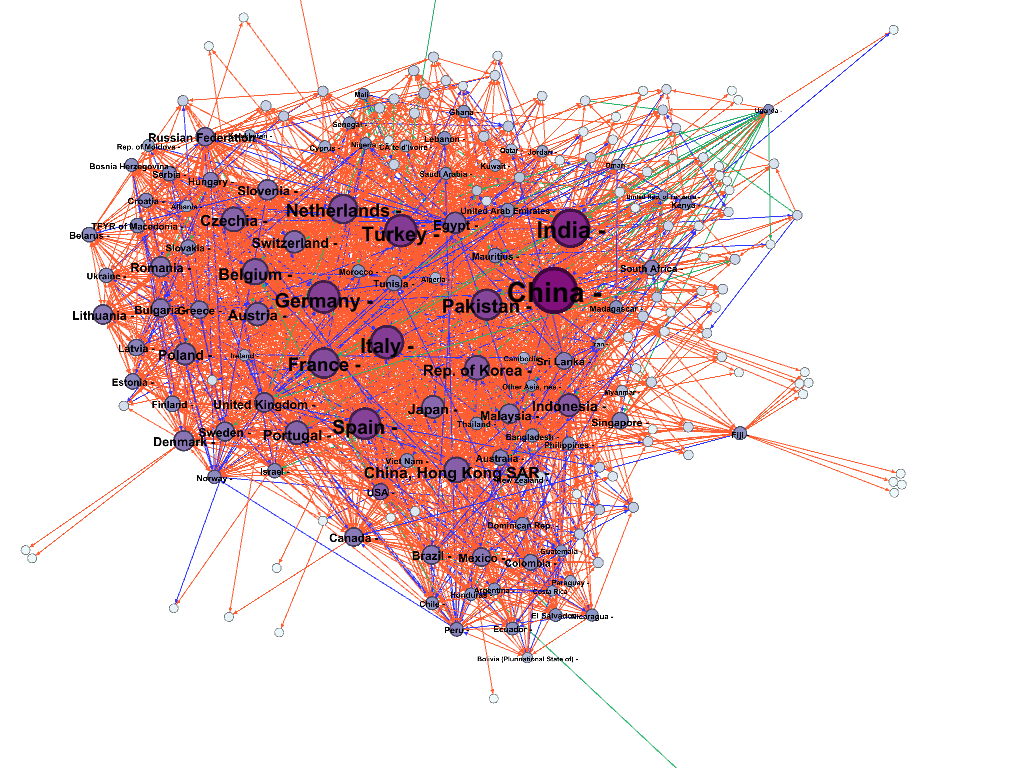 Mali
Ghana
Senegal -
Russian Federation -
Lebanon -
Rep. of Moldova -
Cyprus -
Nigeria
CÃ´te d'Ivoire -
Qatar
Jordan -
Uganda -
Bosnia Herzegovina -
Serbia -
Kuwait -
Oman -
Saudi Arabia -
Hungary -
Slovenia -
Croatia -
Albania
Netherlands -
United Arab Emirates -
Kenya
Czechia -
TFYR of Macedonia -
Turkey -
Egypt -
India -
Belarus -
Slovakia -
Switzerland -
Mauritius -
Romania -
Ukraine -
Belgium -
Morocco -
Tunisia -
Algeria
South Africa
China -
Germany -
Pakistan -
Madagascar -
Lithuania -
Bulgaria
Greece -
Austria -
Latvia -
Poland -
Ireland -
Italy -
Iran
France -
Cambodia
Sri Lanka -
Rep. of Korea -
Estonia -
Other Asia, nes
Myanmar -
Finland -
United Kingdom -
Japan -
Malaysia -
Indonesia -
Thailand -
Singapore -
Denmark -
Sweden -
Portugal -
Spain -
Bangladesh -
Philippines -
Fiji
Viet Nam -
Australia -
Norway -
Israel -
China, Hong Kong SAR -
New Zealand
USA -
Canada -
Dominican Rep. -
Brazil -
Mexico -
Guatemala -
Colombia -
Paraguay -
Honduras
Argentina
Costa Rica
Chile -
El Salvador
Nicaragua -
Peru -
Ecuador -
Bolivia (Plurinational State of) -